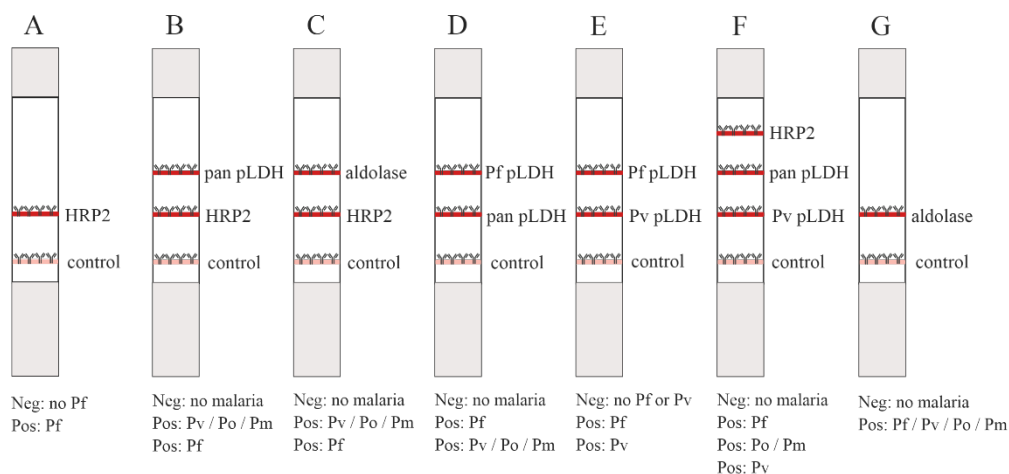 A
B
C
D
E
F
G
HRP2
control
pan pLDH
HRP2
control
aldolase
HRP2
control
Pf pLDH
pan pLDH
control
Pf pLDH
Pv pLDH
control
HRP2
pan pLDH
Pv pLDH
control
aldolase
control
Neg: no Pf
Pos: Pf
Neg: no malaria
Pos: Pv / Po / Pm
Pos: Pf
Neg: no malaria
Pos: Pv / Po / Pm
Pos: Pf
Neg: no malaria
Pos: Pf
Pos: Pv / Po / Pm
Neg: no Pf or Pv
Pos: Pf
Pos: Pv
Neg: no malaria
Pos: Pf
Pos: Po / Pm
Pos: Pv
Neg: no malaria
Pos: Pf / Pv / Po / Pm